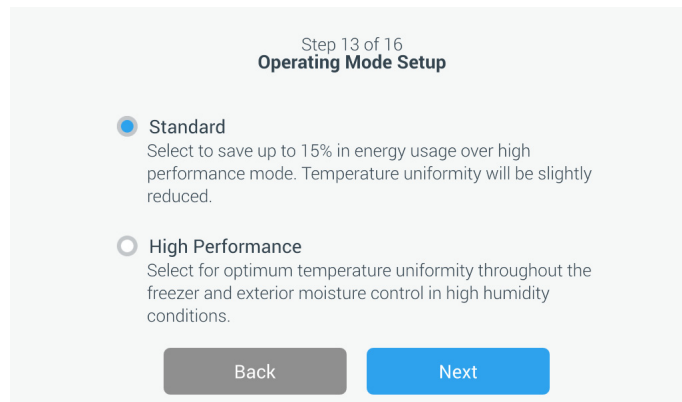 Step 13 of 16
Operating Mode Setup
Standard
Select to save up to 15% in energy usage over high
performance mode. Temperature uniformity will be slightly
reduced.
High Performance
Select for optimum temperature uniformity throughout the
freezer and exterior moisture control in high humidity
conditions.
Back
Next